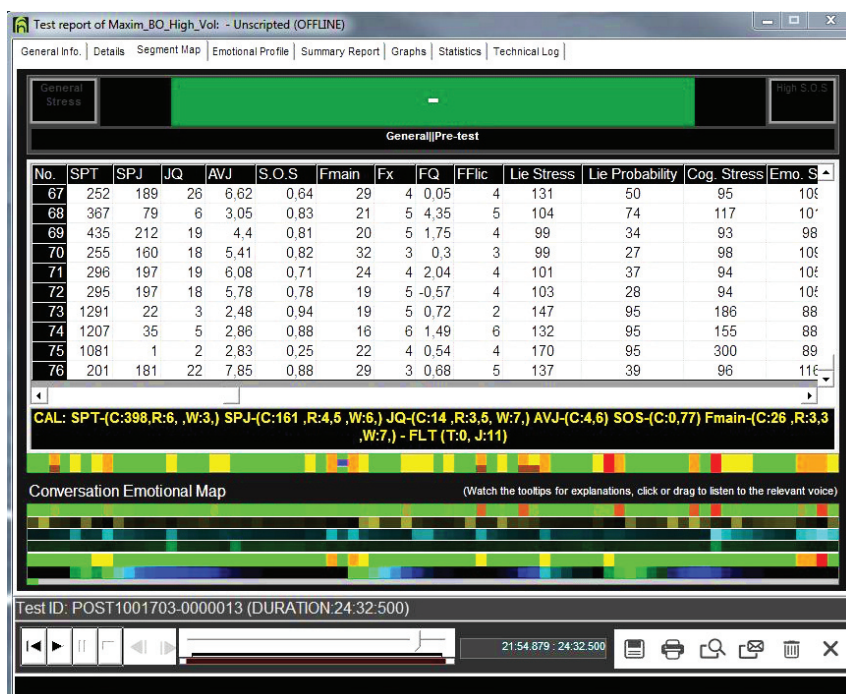 Test report of Maxim_BO_High_Vol: - Unscripted (OFFLINE)
General Info. Details Segment Map Emotional Profile Summary Report Graphs Statistics Technical Log
General Stress
-
High S.O.S
General||Pre-test
No. SPT SPJ JQ AVJ S.O.S Fmain Fx FQ FFlic Lie Stress Lie Probability Cog. Stress Emo. S
67 252 189 26 6,62 0,64 29 4 0,05 4 131 50 95 109
68 367 79 6 3,05 0,83 21 5 4,35 5 104 74 117 10
69 435 212 19 4,4 0,81 20 5 1,75 4 99 34 93 98
70 255 160 18 5,41 0,82 32 3 0,3 3 99 27 98 109
71 296 197 19 6,08 0,71 24 4 2,04 4 101 37 94 10
72 295 197 18 5,78 0,78 19 5 -0,57 4 103 28 94 10
73 1291 22 3 2,48 0,94 19 5 0,72 2 147 95 186 88
74 1207 35 5 2,86 0,88 16 6 1,49 6 132 95 155 88
75 1081 1 2 2,83 0,25 22 4 0,54 4 170 95 300 89
76 201 181 22 7,85 0,88 29 3 0,68 5 137 39 96 116
CAL: SPT-(C:398,R:6, ,W:3,) SPJ-(C:161 ,R:4,5 ,W:6,) JQ-(C:14 ,R:3,5, W:7,) AVJ-(C:4,6) SOS-(C:0,77) Fmain-(C:26 ,R:3,3
,W:7,) - FLT (T:0, J:11)
Conversation Emotional Map (Watch the tooltips for explanations, click or drag to listen to the relevant voice)
Test ID: POST1001703-0000013 (DURATION:24:32:500)
21:54.879 : 24:32.500